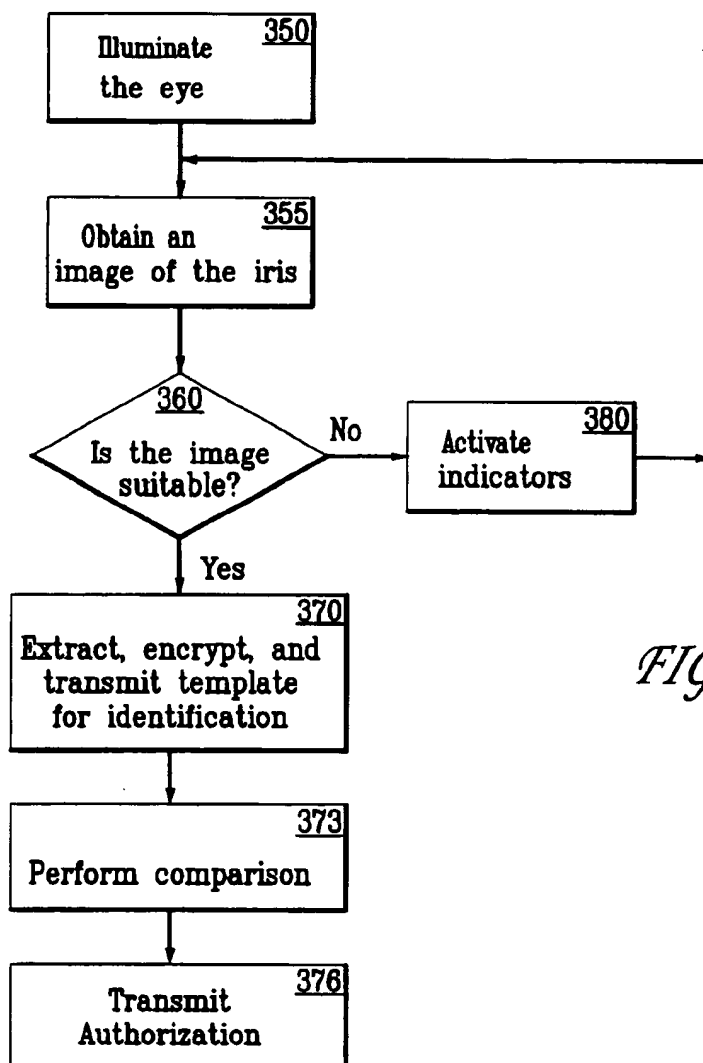 350
Illuminate
the eye
355
Obtain an
image of the iris
360
Is the image
suitable?
No
380
Activate
indicators
Yes
370
Extract, encrypt, and
transmit template
for identification
FIG
373
Perform comparison
376
Transmit
Authorization